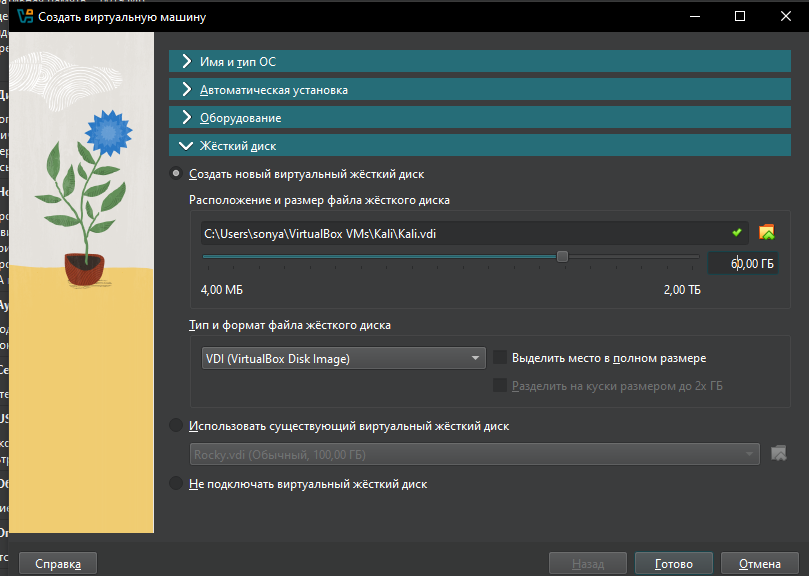 Создать виртуальную машину
Имя и тип ОС
Автоматическая установка
Оборудование
Жёсткий диск
Создать новый виртуальный жёсткий диск
Расположение и размер файла жёсткого диска
C:\Users\sonya\VirtualBox VMs\Kali\Kali.vdi
60,00 ГБ
4,00 МБ
2,00 ТБ
Тип и формат файла жёсткого диска
VDI (VirtualBox Disk Image)
Выделить место в полном размере
Разделить на куски размером до 2х ГБ
Использовать существующий виртуальный жёсткий диск
Rocky.vdi (Обычный, 100,00 ГБ)
Не подключать виртуальный жёсткий диск
Справка
Назад
Готово
Отмена